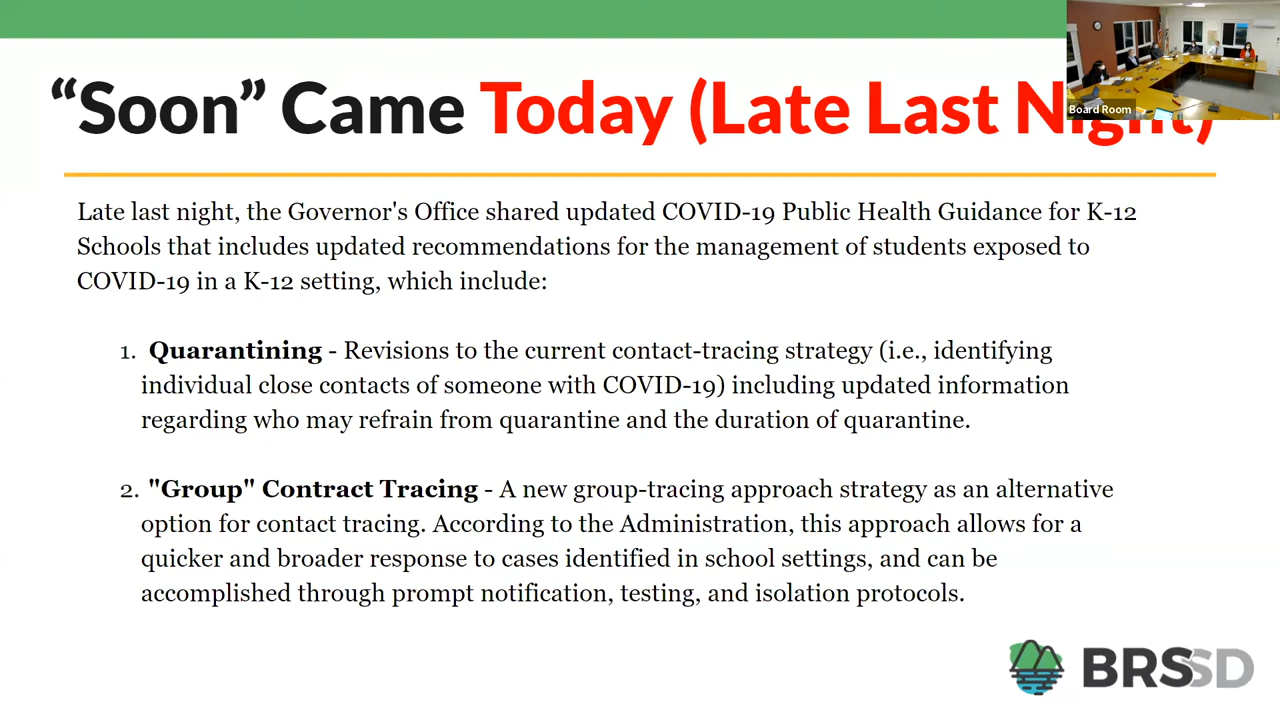 “Soon” Came Today (Late Last Night)
Board Room
Late last night, the Governor's Office shared updated COVID-19 Public Health Guidance for K-12
Schools that includes updated recommendations for the management of students exposed to
COVID-19 in a K-12 setting, which include:
1. Quarantining - Revisions to the current contact-tracing strategy (i.e., identifying
individual close contacts of someone with COVID-19) including updated information
regarding who may refrain from quarantine and the duration of quarantine.
2. "Group" Contract Tracing - A new group-tracing approach strategy as an alternative
option for contact tracing. According to the Administration, this approach allows for a
quicker and broader response to cases identified in school settings, and can be
accomplished through prompt notification, testing, and isolation protocols.
BRSSD